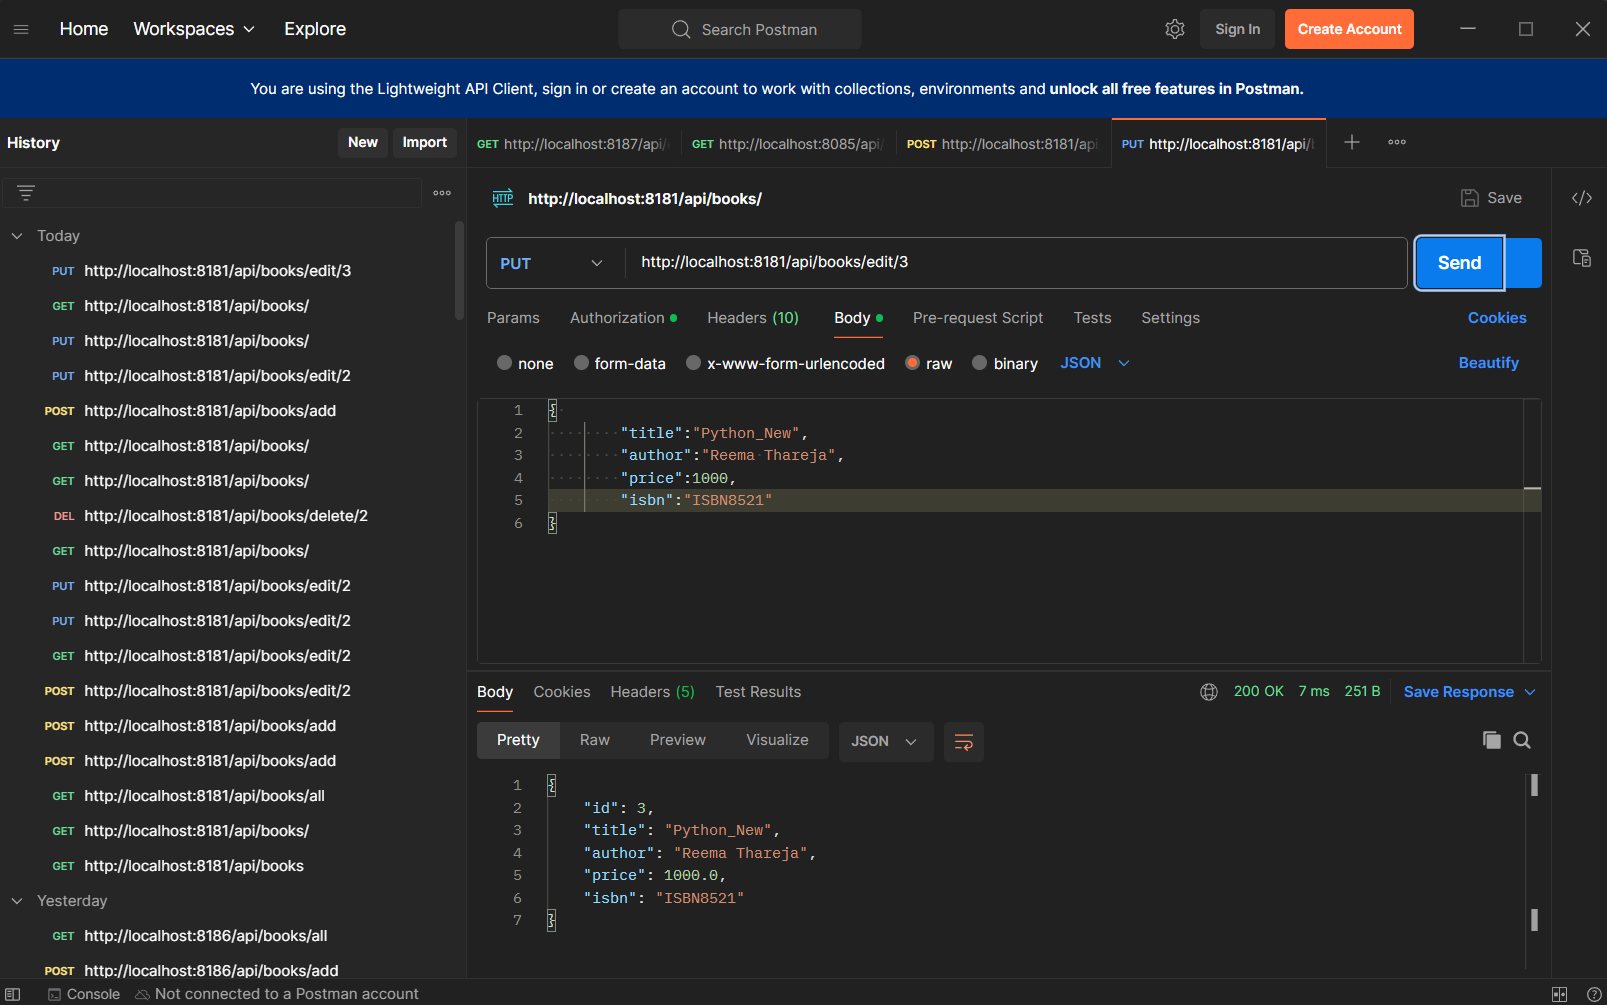 Home Workspaces Explore Search Postman Sign In Create Account
You are using the Lightweight API Client, sign in or create an account to work with collections, environments and unlock all free features in Postman.
History New Import
GET http://localhost:8187/api/ GET http://localhost:8085/api/ POST http://localhost:8181/api PUT http://localhost:8181/api/
Today
PUT http://localhost:8181/api/books/edit/3
GET http://localhost:8181/api/books/
PUT http://localhost:8181/api/books/
PUT http://localhost:8181/api/books/edit/2
POST http://localhost:8181/api/books/add
GET http://localhost:8181/api/books/
GET http://localhost:8181/api/books/
DEL http://localhost:8181/api/books/delete/2
GET http://localhost:8181/api/books/
PUT http://localhost:8181/api/books/edit/2
PUT http://localhost:8181/api/books/edit/2
GET http://localhost:8181/api/books/edit/2
POST http://localhost:8181/api/books/edit/2
POST http://localhost:8181/api/books/add
POST http://localhost:8181/api/books/add
GET http://localhost:8181/api/books/all
GET http://localhost:8181/api/books/
GET http://localhost:8181/api/books
Yesterday
GET http://localhost:8186/api/books/all
POST http://localhost:8186/api/books/add
HTTP http://localhost:8181/api/books/ Save
PUT http://localhost:8181/api/books/edit/3 Send
Params Authorization Headers (10) Body Pre-request Script Tests Settings Cookies
none form-data x-www-form-urlencoded raw binary JSON Beautify
1 {
2 "title":"Python_New",
3 "author":"Reema Thareja",
4 "price":1000,
5 "isbn":"ISBN8521"
6 }
Body Cookies Headers (5) Test Results 200 OK 7 ms 251 B Save Response
Pretty Raw Preview Visualize JSON
1 {
2 "id": 3,
3 "title": "Python_New",
4 "author": "Reema Thareja",
5 "price": 1000.0,
6 "isbn": "ISBN8521"
7 }
Console Not connected to a Postman account